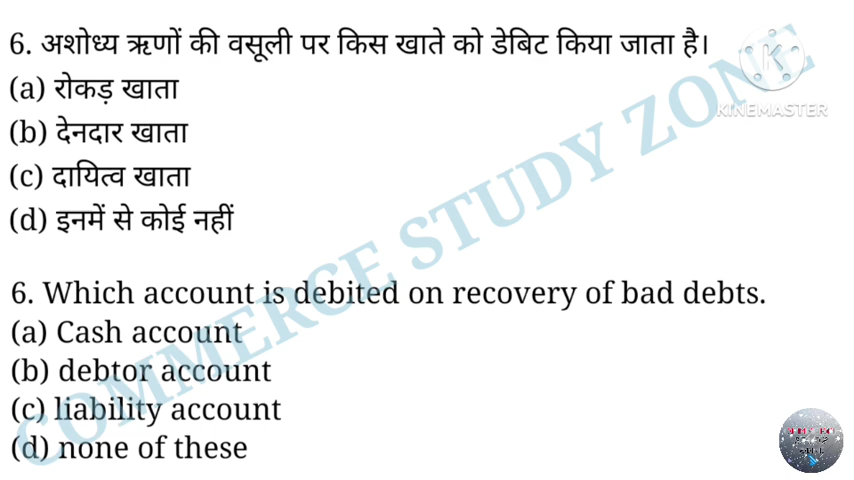 6. अशोध्य ऋणों की वसूली पर किस खाते को डेबिट किया जाता है।
(a) रोकड़ खाता
(b) देनदार खाता
(c) दायित्व खाता
(d) इनमें से कोई नहीं
6. Which account is debited on recovery of bad debts.
(a) Cash account
(b) debtor account
(c) liability account
(d) none of these
COMMERCE STUDY ZONE
K
KINEMASTER